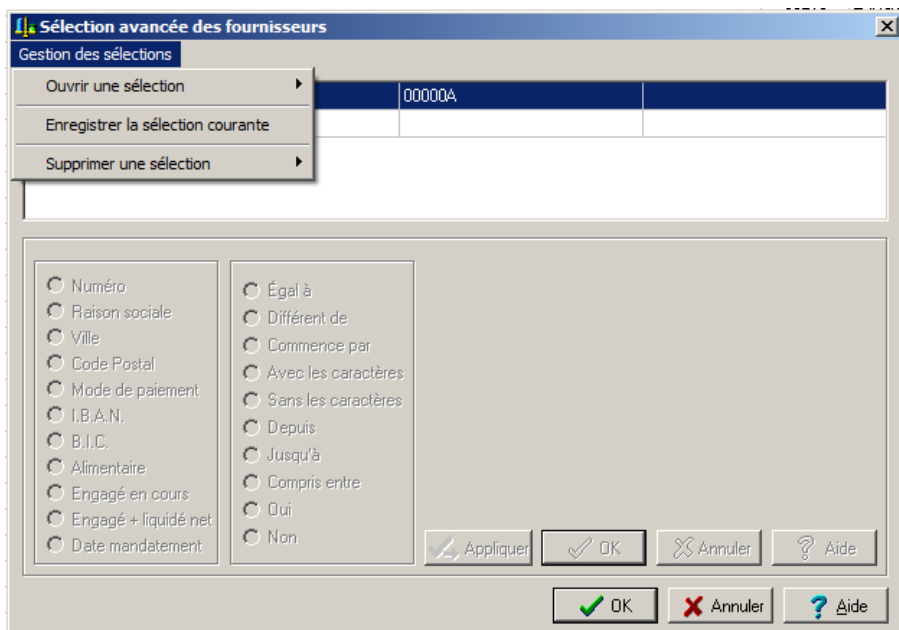 Sélection avancée des fournisseurs
Gestion des sélections
Ouvrir une sélection
00000A
Enregistrer la sélection courante
Supprimer une sélection
Numéro
Raison sociale
Ville
Code Postal
Mode de paiement
I.B.A.N.
B.I.C.
Alimentaire
Engagé en cours
Engagé + liquidé net
Date mandatement
Égal à
Différent de
Commence par
Avec les caractères
Sans les caractères
Depuis
Jusqu'à
Compris entre
Oui
Non
Appliquer
OK
Annuler
Aide
OK
Annuler
Aide